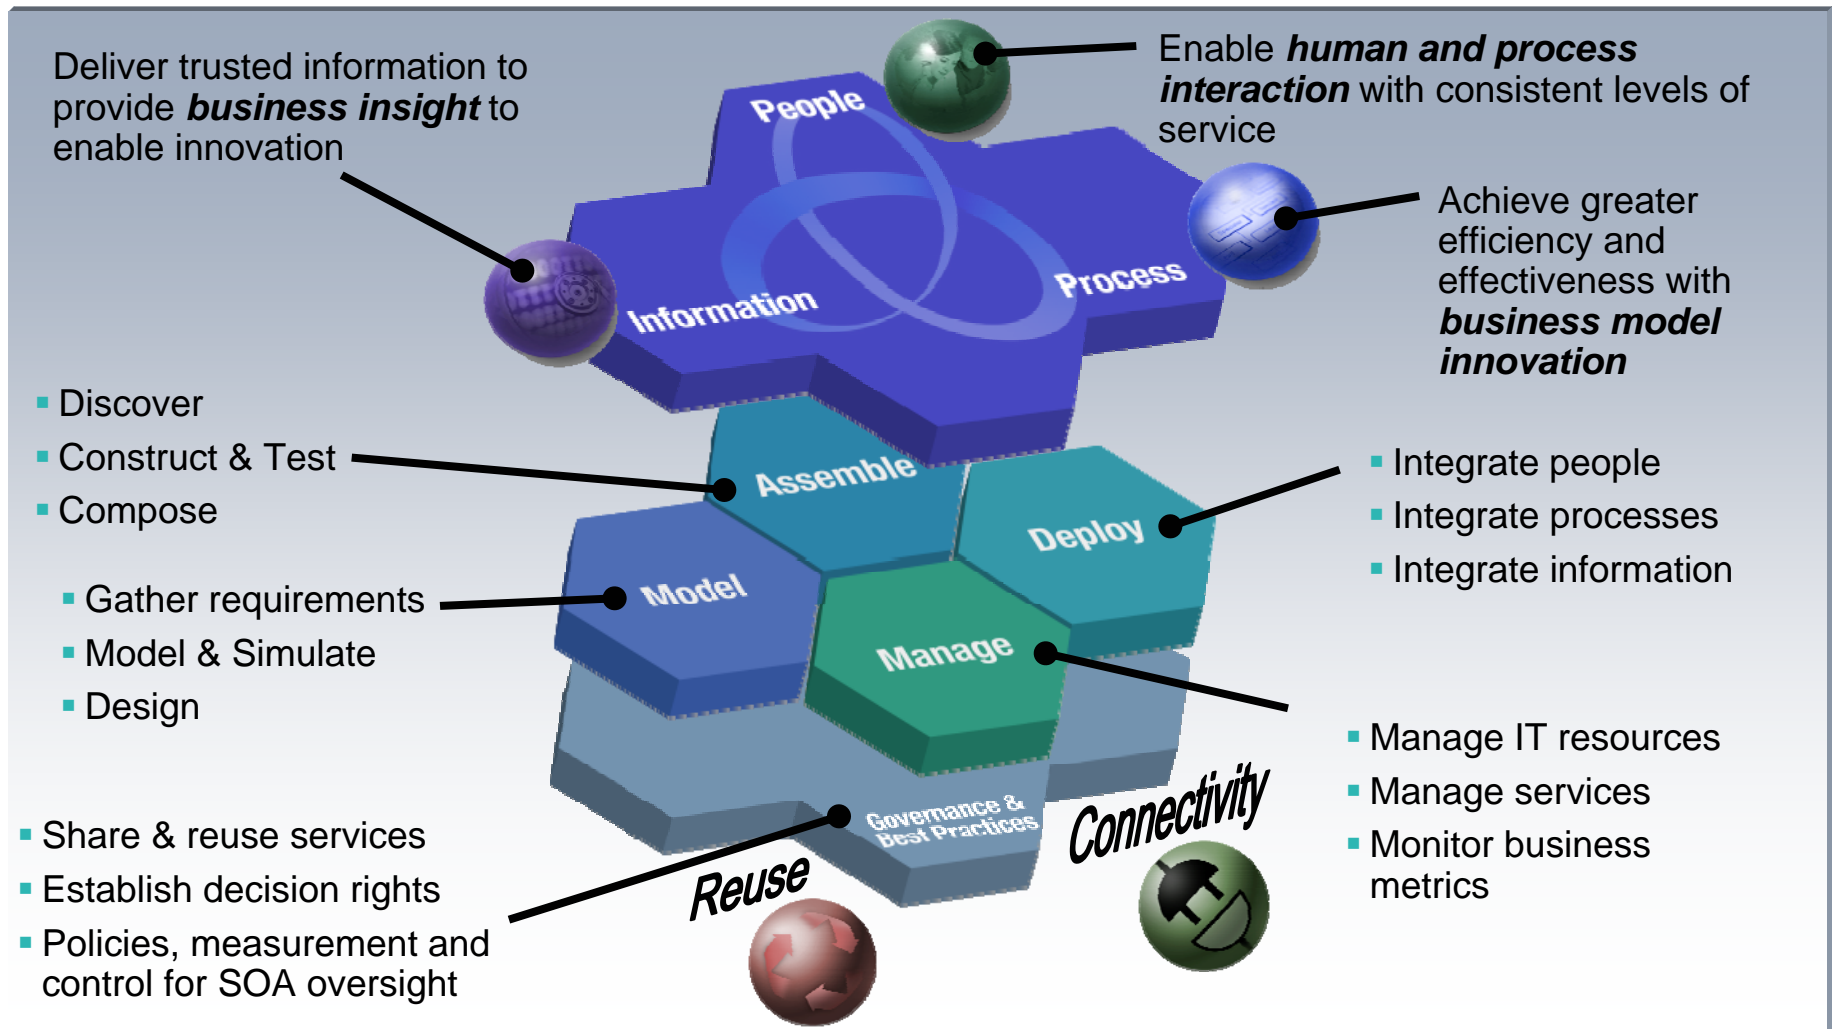 Deliver trusted information to
provide business insight to
enable innovation
Enable human and process
interaction with consistent levels of
service
People
Achieve greater
efficiency and
effectiveness with
business model
innovation
Information
Process
Discover
Construct & Test
Compose
Assemble
Deploy
Integrate people
Integrate processes
Integrate information
Gather requirements
Model & Simulate
Design
Model
Manage
Manage IT resources
Manage services
Monitor business
metrics
Share & reuse services
Establish decision rights
Policies, measurement and
control for SOA oversight
Governance &
Best Practices
Reuse
Connectivity